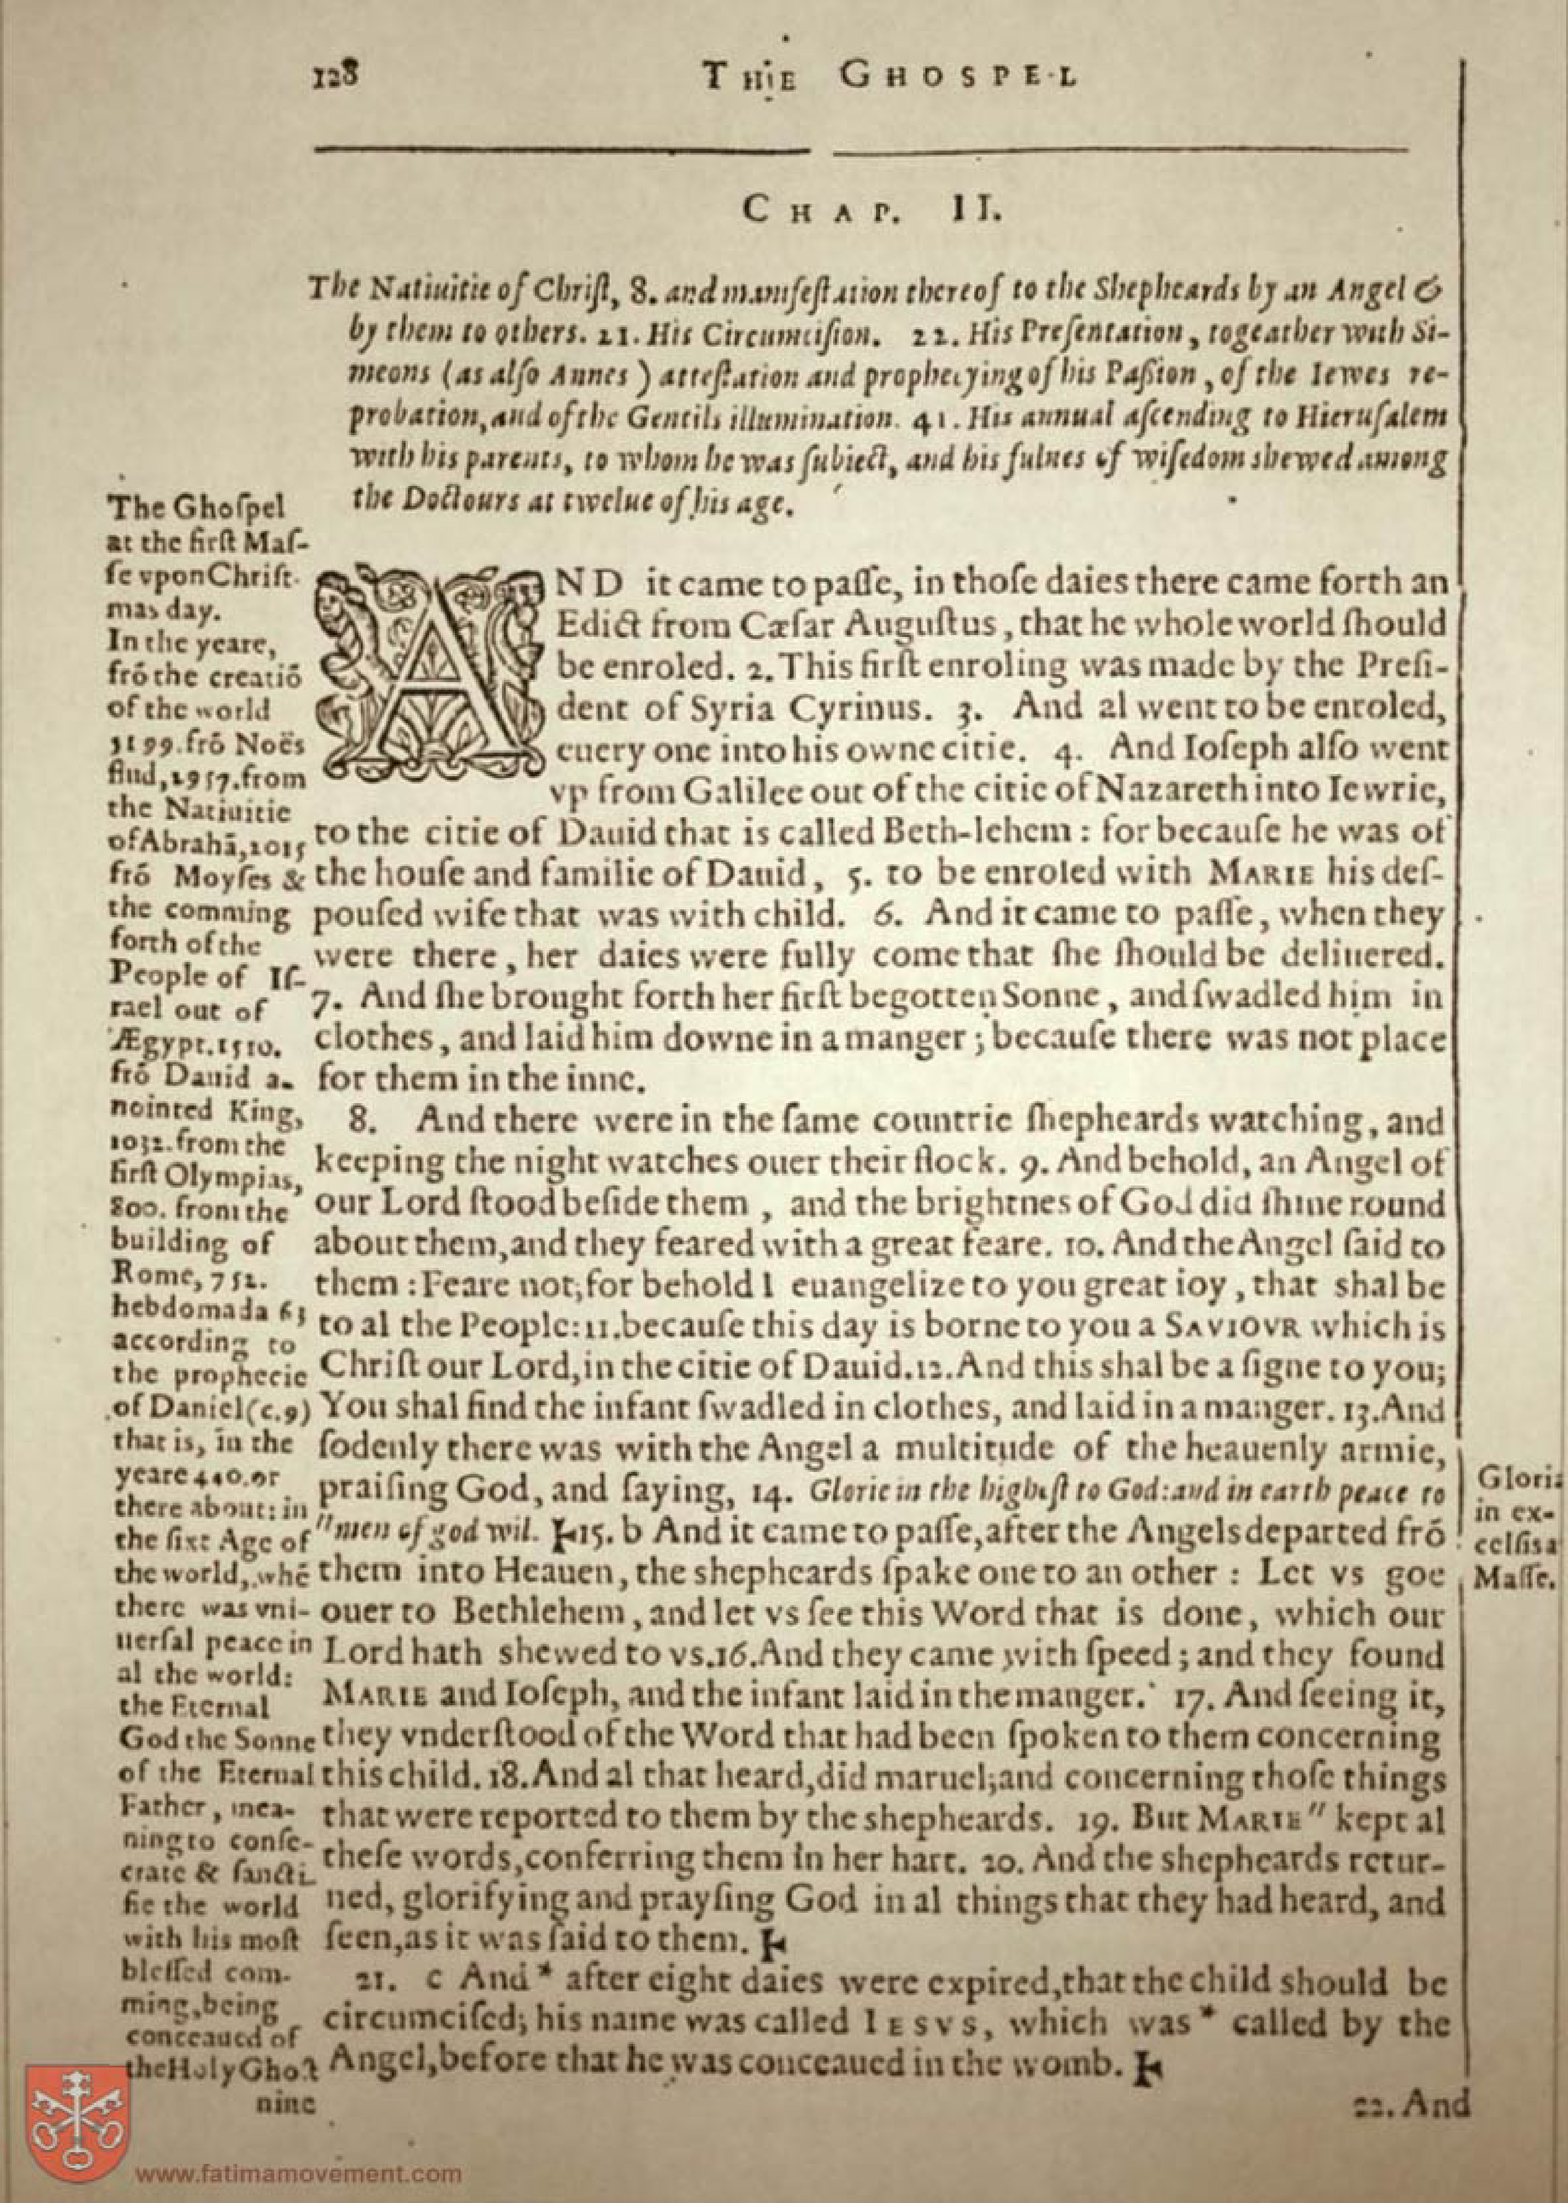 128 THE GHOSPEL
CHAP. II.
The Natiuitie of Chriſt, 8. and manifeſtation thereof to the Shepheards by an Angel &
by them to others. 21. His Circumciſion. 22. His Preſentation, togeather with Si-
meons (as alſo Annes) atteſtation and prophecying of his Paſsion, of the Iewes re-
probation, and of the Gentils illumination. 41. His annual aſcending to Hieruſalem
with his parents, to whom he was ſubiect, and his fulnes of wiſedom shewed among
the Doctours at twelue of his age.
The Ghoſpel
at the firſt Maſ-
ſe vpon Chriſt-
mas day.
In the yeare,
frõ the creatiõ
of the world
5199. frõ Noës
flud, 2957. from
the Natiuitie
of Abrahã, 2015
frõ Moyſes &
the comming
forth of the
People of Iſ-
rael out of
Ægypt. 1510.
frõ Dauid a-
nointed King,
1032. from the
firſt Olympias,
800. from the
building of
Rome, 752.
hebdomada 63
according to
the prophecie
of Daniel (c. 9)
that is, in the
yeare 440. or
there about: in
the ſixt Age of
the world, whẽ
there was vni-
uerſal peace in
al the world:
the Eternal
God the Sonne
of the Eternal
Father, mea-
ning to conſe-
crate & ſancti-
fie the world
with his moſt
bleſſed com-
ming, being
conceaued of
the Holy Ghoſt
nine
AND it came to paſſe, in thoſe daies there came forth an
Edict from Cæſar Auguſtus, that he whole world ſhould
be enroled. 2. This firſt enroling was made by the Preſi-
dent of Syria Cyrinus. 3. And al went to be enroled,
euery one into his owne citie. 4. And Ioſeph alſo went
vp from Galilee out of the citie of Nazareth into Iewrie,
to the citie of Dauid that is called Beth-lehem: for becauſe he was of
the houſe and familie of Dauid, 5. to be enroled with MARIE his deſ-
pouſed wife that was with child. 6. And it came to paſſe, when they
were there, her daies were fully come that ſhe ſhould be deliuered.
7. And ſhe brought forth her firſt begotten Sonne, and ſwadled him in
clothes, and laid him downe in a manger; becauſe there was not place
for them in the inne.
8. And there were in the ſame countrie ſhepheards watching, and
keeping the night watches ouer their flock. 9. And behold, an Angel of
our Lord ſtood beſide them, and the brightnes of God did ſhine round
about them, and they feared with a great feare. 10. And the Angel ſaid to
them: Feare not; for behold I euangelize to you great ioy, that shal be
to al the People: 11. becauſe this day is borne to you a SAVIOVR which is
Chriſt our Lord, in the citie of Dauid. 12. And this shal be a ſigne to you;
You shal find the infant ſwadled in clothes, and laid in a manger. 13. And
ſodenly there was with the Angel a multitude of the heauenly armie,
praiſing God, and ſaying, 14. Glorie in the higheſt to God: and in earth peace to
"men of god wil. 15. b And it came to paſſe, after the Angels departed frõ
them into Heauen, the shepheards ſpake one to an other: Let vs goe
ouer to Bethlehem, and let vs ſee this Word that is done, which our
Lord hath shewed to vs. 16. And they came with ſpeed; and they found
MARIE and Ioſeph, and the infant laid in the manger. 17. And ſeeing it,
they vnderſtood of the Word that had been ſpoken to them concerning
this child. 18. And al that heard, did maruel; and concerning thoſe things
that were reported to them by the shepheards. 19. But MARIE" kept al
theſe words, conferring them in her hart. 20. And the shepheards retur-
ned, glorifying and prayſing God in al things that they had heard, and
ſeen, as it was ſaid to them.
21. c And * after eight daies were expired, that the child should be
circumciſed; his name was called IESVS, which was * called by the
Angel, before that he was conceaued in the womb.
22. And
Gloria
in ex-
celſis a
Maſſe.
www.fatimamovement.com